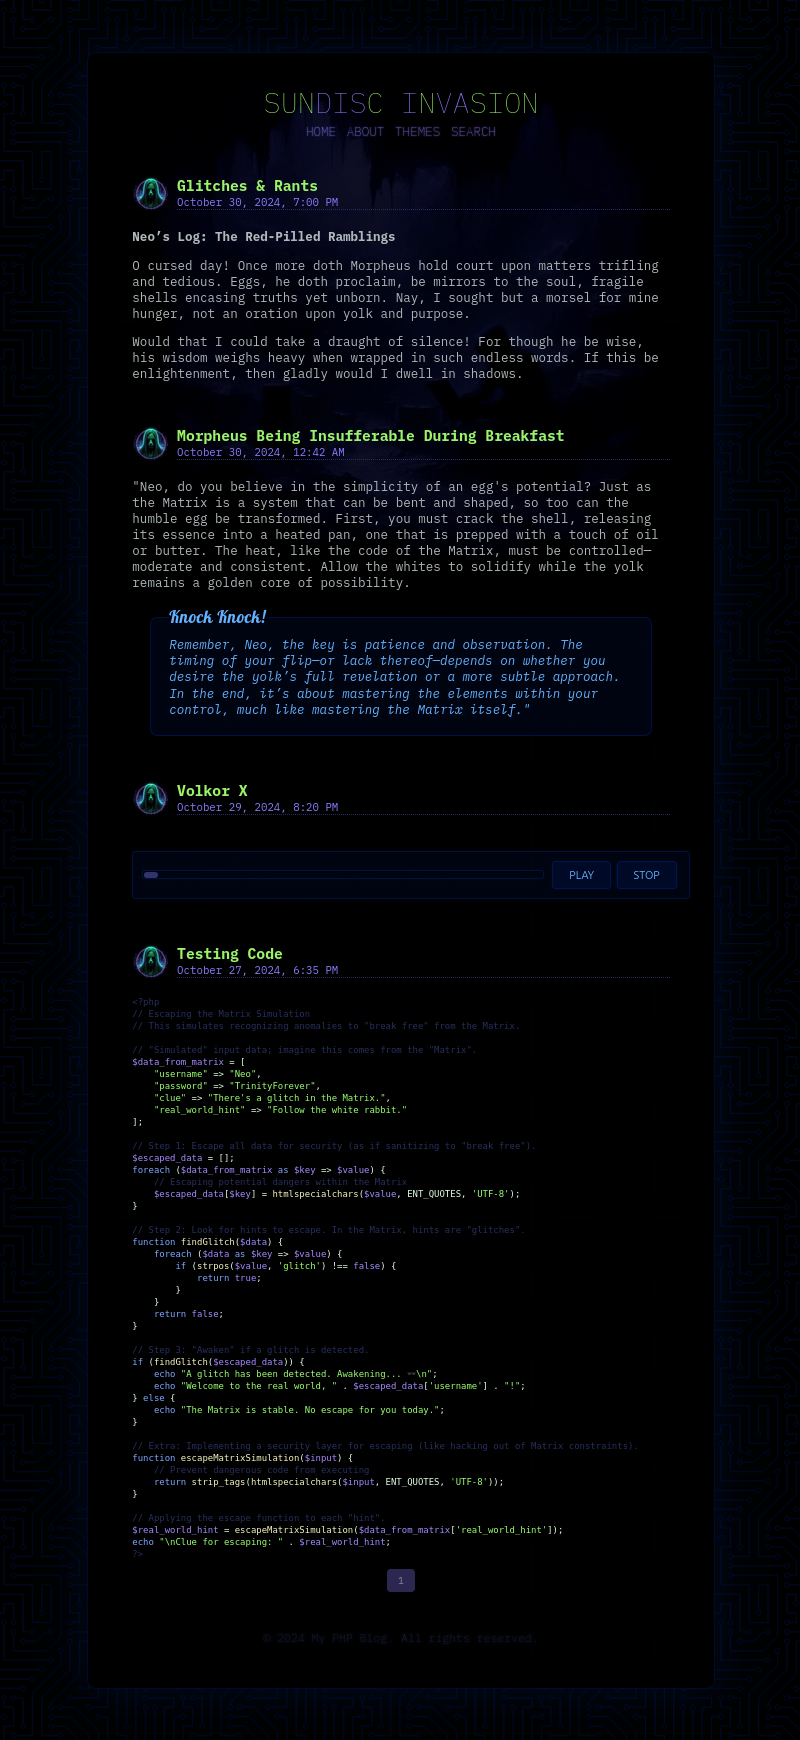 SUNDISC INVASION
HOME ABOUT THEMES SEARCH
Glitches & Rants
October 30, 2024, 7:00 PM
Neo’s Log: The Red-Pilled Ramblings
O cursed day! Once more doth Morpheus hold court upon matters trifling
and tedious. Eggs, he doth proclaim, be mirrors to the soul, fragile
shells encasing truths yet unborn. Nay, I sought but a morsel for mine
hunger, not an oration upon yolk and purpose.
Would that I could take a draught of silence! For though he be wise,
his wisdom weighs heavy when wrapped in such endless words. If this be
enlightenment, then gladly would I dwell in shadows.
Morpheus Being Insufferable During Breakfast
October 30, 2024, 12:42 AM
"Neo, do you believe in the simplicity of an egg's potential? Just as
the Matrix is a system that can be bent and shaped, so too can the
humble egg be transformed. First, you must crack the shell, releasing
its essence into a heated pan, one that is prepped with a touch of oil
or butter. The heat, like the code of the Matrix, must be controlled—
moderate and consistent. Allow the whites to solidify while the yolk
remains a golden core of possibility.
Knock Knock!
Remember, Neo, the key is patience and observation. The
timing of your flip—or lack thereof—depends on whether you
desire the yolk’s full revelation or a more subtle approach.
In the end, it’s about mastering the elements within your
control, much like mastering the Matrix itself."
Volkor X
October 29, 2024, 8:20 PM
PLAY STOP
Testing Code
October 27, 2024, 6:35 PM
<?php
// Escaping the Matrix Simulation
// This simulates recognizing anomalies to "break free" from the Matrix.
// "Simulated" input data; imagine this comes from the "Matrix".
$data_from_matrix = [
    "username" => "Neo",
    "password" => "TrinityForever",
    "clue" => "There's a glitch in the Matrix.",
    "real_world_hint" => "Follow the white rabbit."
];
// Step 1: Escape all data for security (as if sanitizing to "break free").
$escaped_data = [];
foreach ($data_from_matrix as $key => $value) {
    // Escaping potential dangers within the Matrix
    $escaped_data[$key] = htmlspecialchars($value, ENT_QUOTES, 'UTF-8');
}
// Step 2: Look for hints to escape. In the Matrix, hints are "glitches".
function findGlitch($data) {
    foreach ($data as $key => $value) {
        if (strpos($value, 'glitch') !== false) {
            return true;
        }
    }
    return false;
}
// Step 3: "Awaken" if a glitch is detected.
if (findGlitch($escaped_data)) {
    echo "A glitch has been detected. Awakening... \n";
    echo "Welcome to the real world, " . $escaped_data['username'] . "!";
} else {
    echo "The Matrix is stable. No escape for you today.";
}
// Extra: Implementing a security layer for escaping (like hacking out of Matrix constraints).
function escapeMatrixSimulation($input) {
    // Prevent dangerous code from executing
    return strip_tags(htmlspecialchars($input, ENT_QUOTES, 'UTF-8'));
}
// Applying the escape function to each "hint".
$real_world_hint = escapeMatrixSimulation($data_from_matrix['real_world_hint']);
echo "\nClue for escaping: " . $real_world_hint;
?>
1
© 2024 My PHP Blog. All rights reserved.